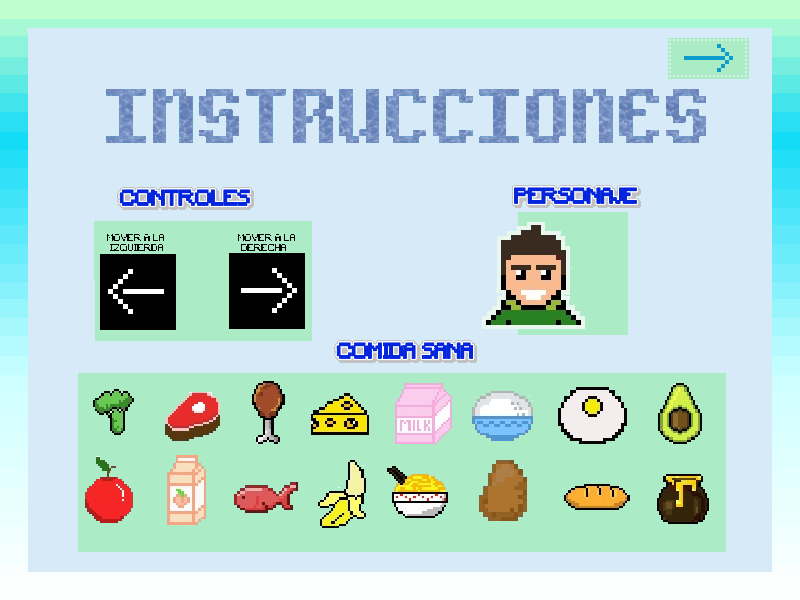 INSTRUCCIONES
CONTROLES
PERSONAJE
MOVER A LA
IZQUIERDA
MOVER A LA
DERECHA
COMIDA SANA
MILK